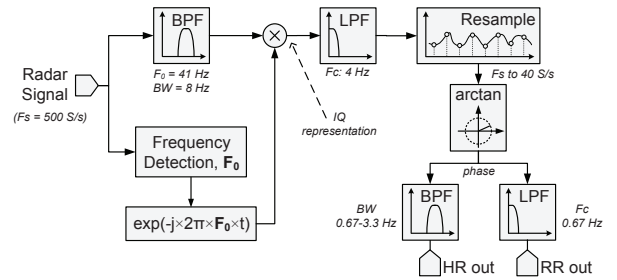 BPF
LPF
Resample
Radar
Signal
(Fs = 500 S/s)
F₀ = 41 Hz
BW = 8 Hz
Fc: 4 Hz
Fs to 40 S/s
IQ
representation
arctan
Frequency
Detection, F₀
phase
exp(-j×2π×F₀×t)
BW
0.67-3.3 Hz
BPF
LPF
Fc
0.67 Hz
HR out
RR out